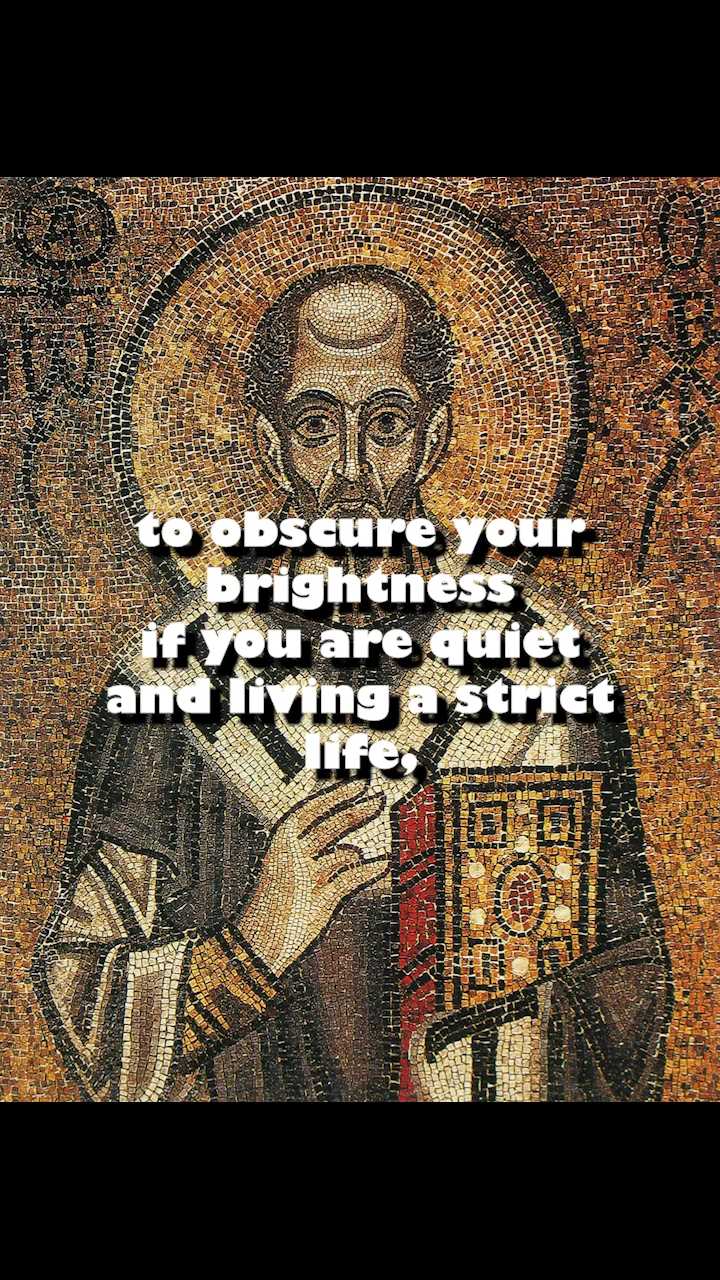 to obscure your
brightness
if you are quiet
and living a strict
life,